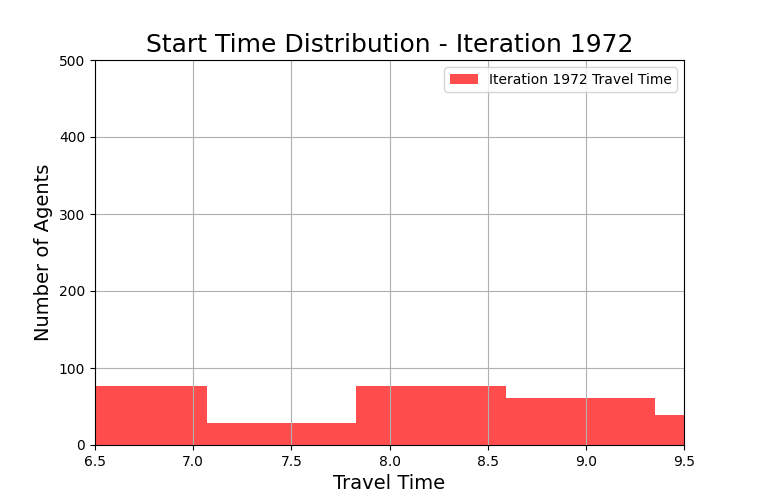 Start Time Distribution - Iteration 1972
Iteration 1972 Travel Time
Number of Agents
500
400
300
200
100
0
6.5 7.0 7.5 8.0 8.5 9.0 9.5
Travel Time